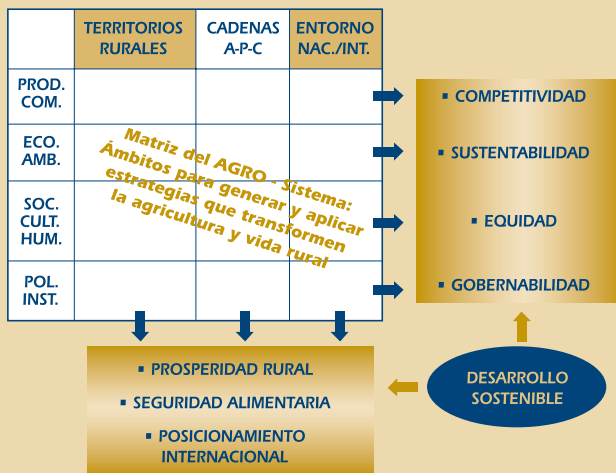 TERRITORIOS
RURALES
CADENAS
A-P-C
ENTORNO
NAC./INT.
PROD.
COM.
ECO.
AMB.
SOC.
CULT.
HUM.
POL.
INST.
Matriz del AGRO - Sistema:
Ámbitos para generar y aplicar
estrategias que transformen
la agricultura y vida rural
▪ COMPETITIVIDAD
▪ SUSTENTABILIDAD
▪ EQUIDAD
▪ GOBERNABILIDAD
▪ PROSPERIDAD RURAL
▪ SEGURIDAD ALIMENTARIA
▪ POSICIONAMIENTO
INTERNACIONAL
DESARROLLO
SOSTENIBLE